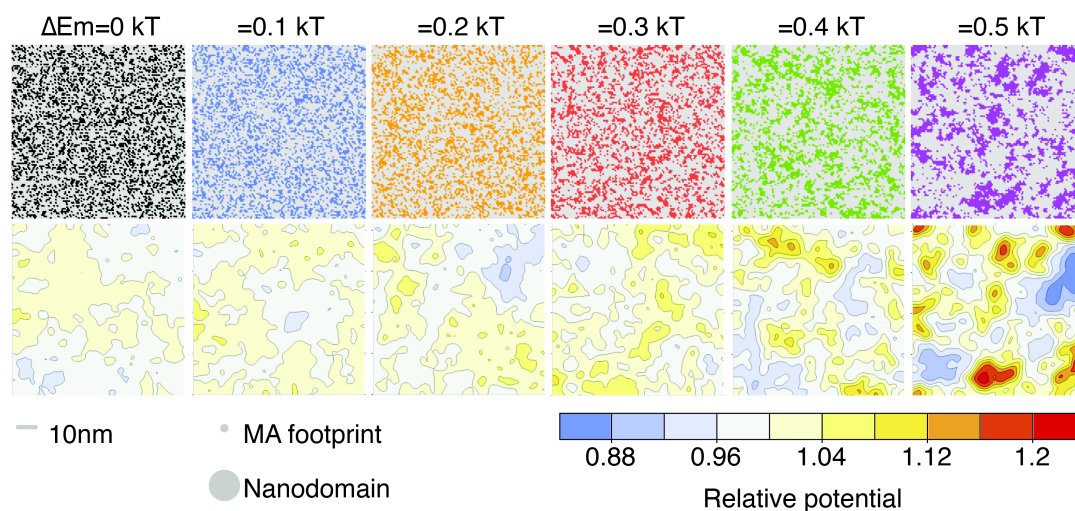 ΔEm=0 kT =0.1 kT =0.2 kT =0.3 kT =0.4 kT =0.5 kT
10nm MA footprint
0.88 0.96 1.04 1.12 1.2
Nanodomain
Relative potential